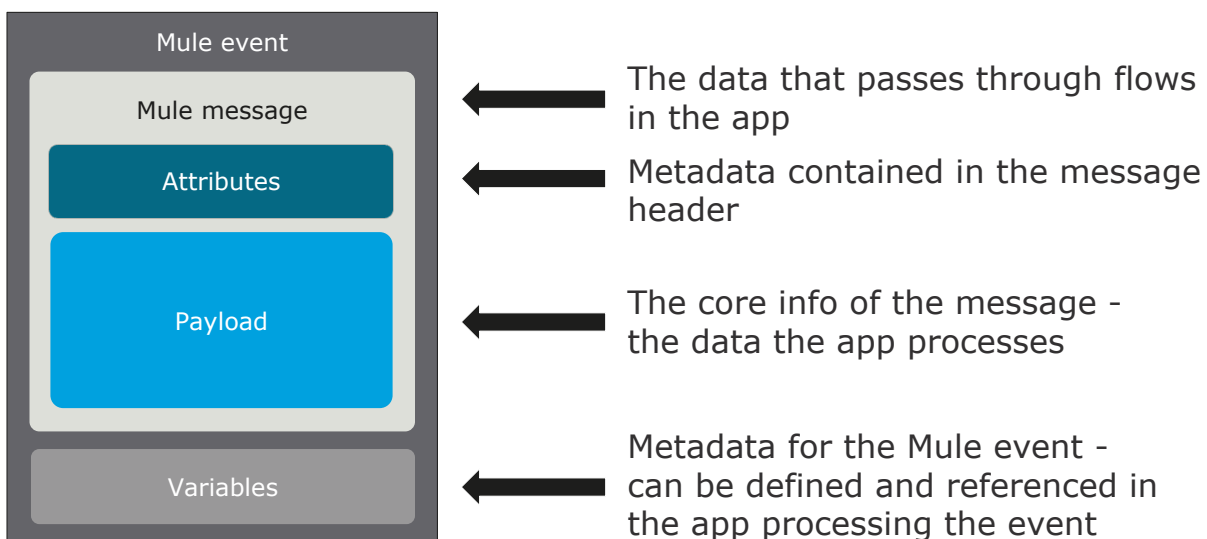 Mule event
Mule message
The data that passes through flows
in the app
Attributes
Metadata contained in the message
header
Payload
The core info of the message -
the data the app processes
Variables
Metadata for the Mule event -
can be defined and referenced in
the app processing the event